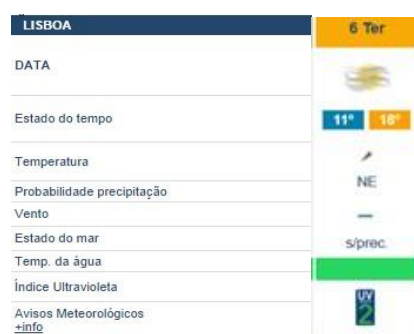 LISBOA
6 Ter
DATA
Estado do tempo
11° 18°
Temperatura
NE
Probabilidade precipitação
Vento
Estado do mar
s/prec.
Temp. da água
Índice Ultravioleta
UV
2
Avisos Meteorológicos
+info